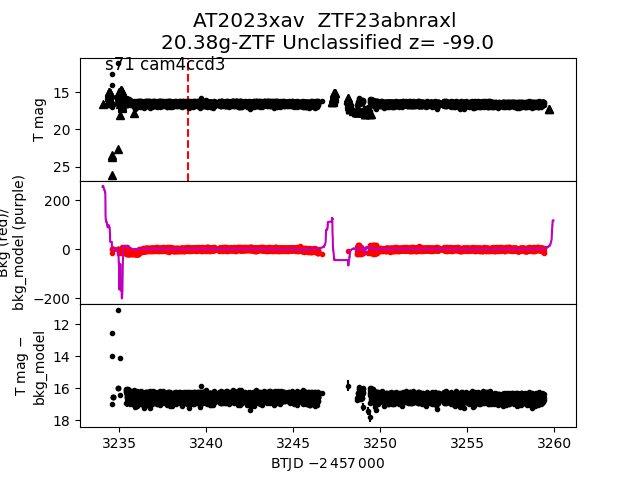 AT2023xav  ZTF23abnraxl
20.38g-ZTF Unclassified z= -99.0
s71 cam4ccd3
T mag
15
20
25
Bkg (red)/
bkg_model (purple)
200
0
−200
T mag −
bkg_model
12
14
16
18
3235
3240
3245
3250
3255
3260
BTJD −2 457 000